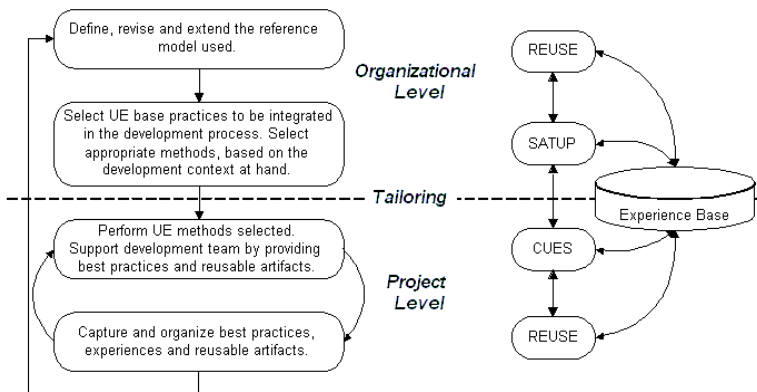 Define, revise and extend the reference
model used.
Organizational
Level
REUSE
Select UE base practices to be integrated
in the development process. Select
appropriate methods, based on the
development context at hand.
SATUP
Tailoring
Experience Base
Perform UE methods selected.
Support development team by providing
best practices and reusable artifacts.
CUES
Project
Level
Capture and organize best practices,
experiences and reusable artifacts.
REUSE